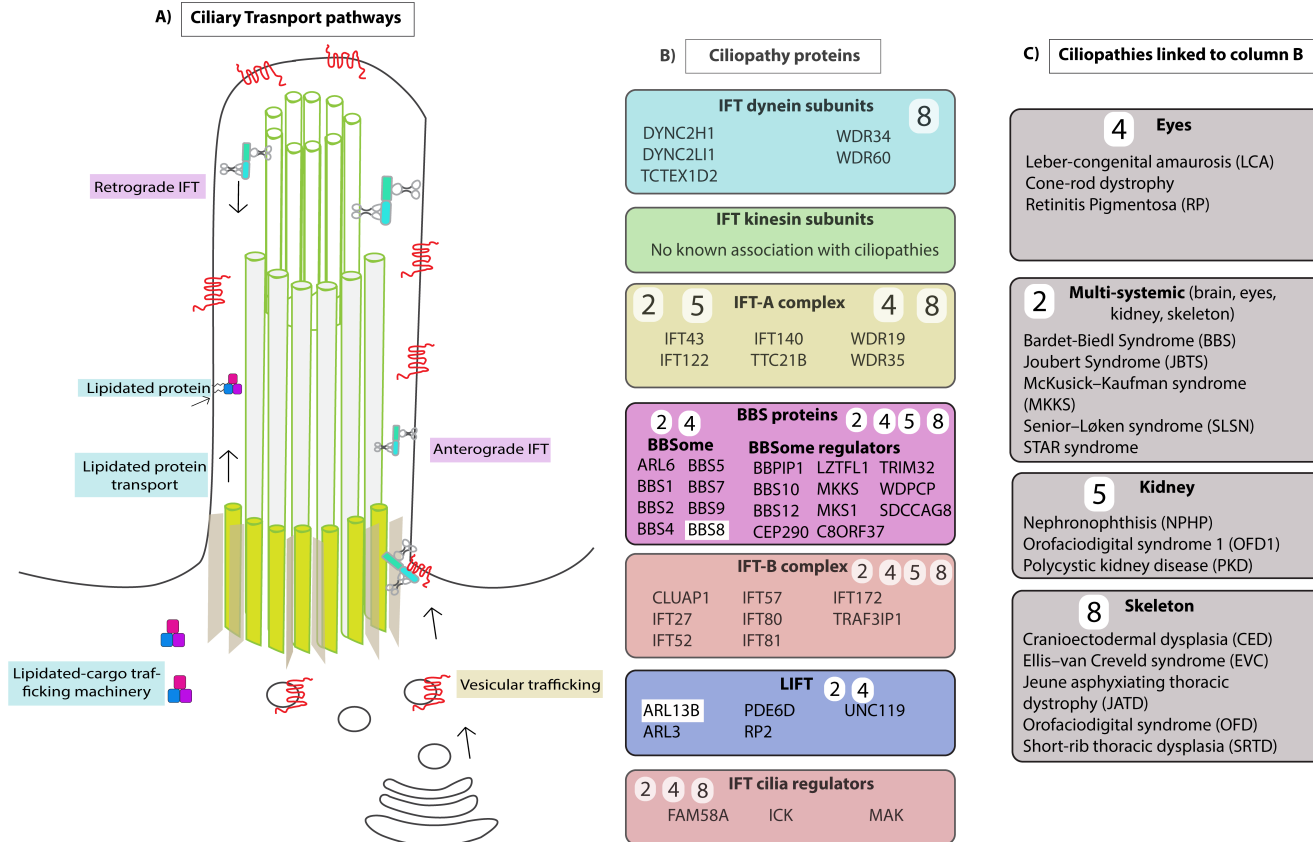 A) Ciliary Trasnport pathways
Retrograde IFT
Lipidated protein
Lipidated protein
transport
Anterograde IFT
Lipidated-cargo traf-
ficking machinery
Vesicular trafficking
B) Ciliopathy proteins
IFT dynein subunits
8
DYNC2H1 WDR34
DYNC2LI1 WDR60
TCTEX1D2
IFT kinesin subunits
No known association with ciliopathies
2 5 IFT-A complex 4 8
IFT43 IFT140 WDR19
IFT122 TTC21B WDR35
BBS proteins
2 4 2 4 5 8
BBSome BBSome regulators
ARL6 BBS5 BBPIP1 LZTFL1 TRIM32
BBS1 BBS7 BBS10 MKKS WDPCP
BBS2 BBS9 BBS12 MKS1 SDCCAG8
BBS4 BBS8 CEP290 C8ORF37
IFT-B complex 2 4 5 8
CLUAP1 IFT57 IFT172
IFT27 IFT80 TRAF3IP1
IFT52 IFT81
LIFT 2 4
ARL13B PDE6D UNC119
ARL3 RP2
2 4 8 IFT cilia regulators
FAM58A ICK MAK
C) Ciliopathies linked to column B
4 Eyes
Leber-congenital amaurosis (LCA)
Cone-rod dystrophy
Retinitis Pigmentosa (RP)
2 Multi-systemic (brain, eyes,
kidney, skeleton)
Bardet-Biedl Syndrome (BBS)
Joubert Syndrome (JBTS)
McKusick–Kaufman syndrome
(MKKS)
Senior–Løken syndrome (SLSN)
STAR syndrome
5 Kidney
Nephronophthisis (NPHP)
Orofaciodigital syndrome 1 (OFD1)
Polycystic kidney disease (PKD)
8 Skeleton
Cranioectodermal dysplasia (CED)
Ellis–van Creveld syndrome (EVC)
Jeune asphyxiating thoracic
dystrophy (JATD)
Orofaciodigital syndrome (OFD)
Short-rib thoracic dysplasia (SRTD)